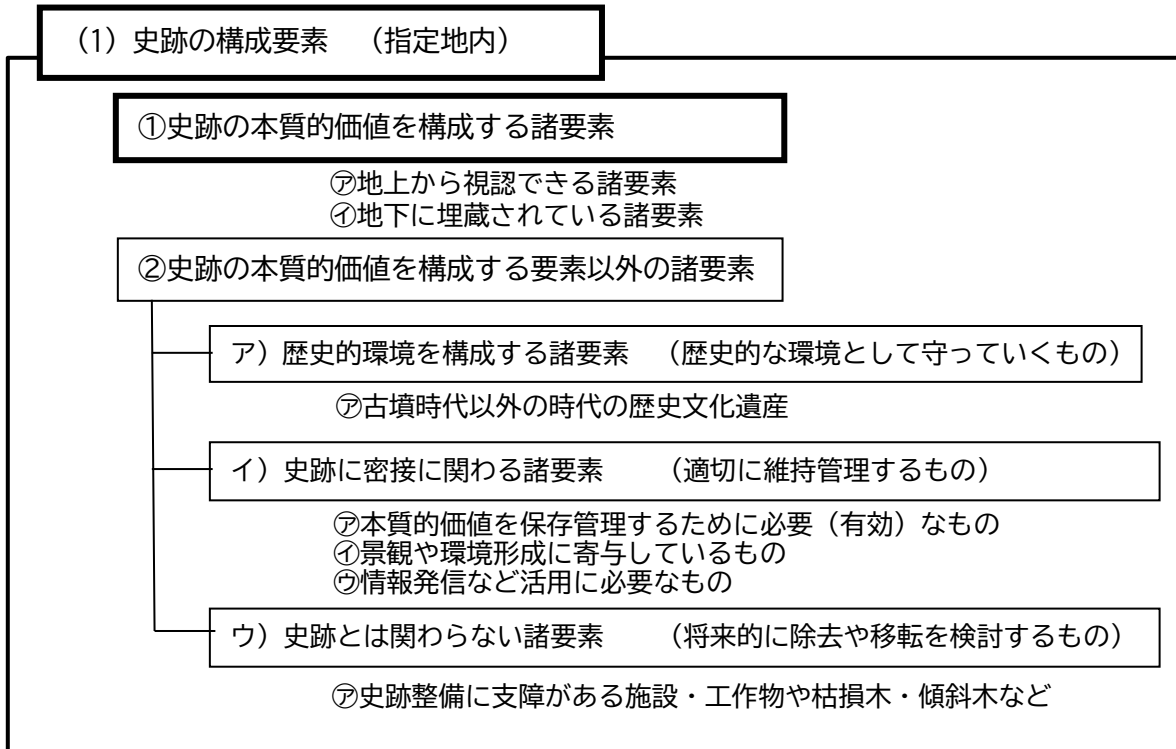 （1）史跡の構成要素　（指定地内）
①史跡の本質的価値を構成する諸要素
㋐地上から視認できる諸要素
㋑地下に埋蔵されている諸要素
②史跡の本質的価値を構成する要素以外の諸要素
ア）歴史的環境を構成する諸要素　（歴史的な環境として守っていくもの）
㋐古墳時代以外の時代の歴史文化遺産
イ）史跡に密接に関わる諸要素　　（適切に維持管理するもの）
㋐本質的価値を保存管理するために必要（有効）なもの
㋑景観や環境形成に寄与しているもの
㋒情報発信など活用に必要なもの
ウ）史跡とは関わらない諸要素　　（将来的に除去や移転を検討するもの）
㋐史跡整備に支障がある施設・工作物や枯損木・傾斜木など